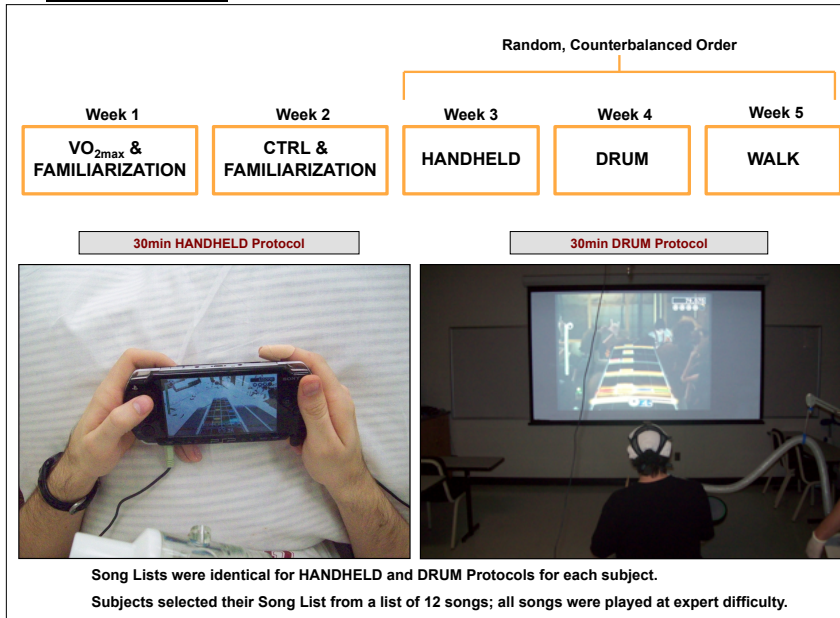 Random, Counterbalanced Order
Week 1
Week 2
Week 3
Week 4
Week 5
VO2max &
FAMILIARIZATION
CTRL &
FAMILIARIZATION
HANDHELD
DRUM
WALK
30min HANDHELD Protocol
30min DRUM Protocol
Song Lists were identical for HANDHELD and DRUM Protocols for each subject.
Subjects selected their Song List from a list of 12 songs; all songs were played at expert difficulty.